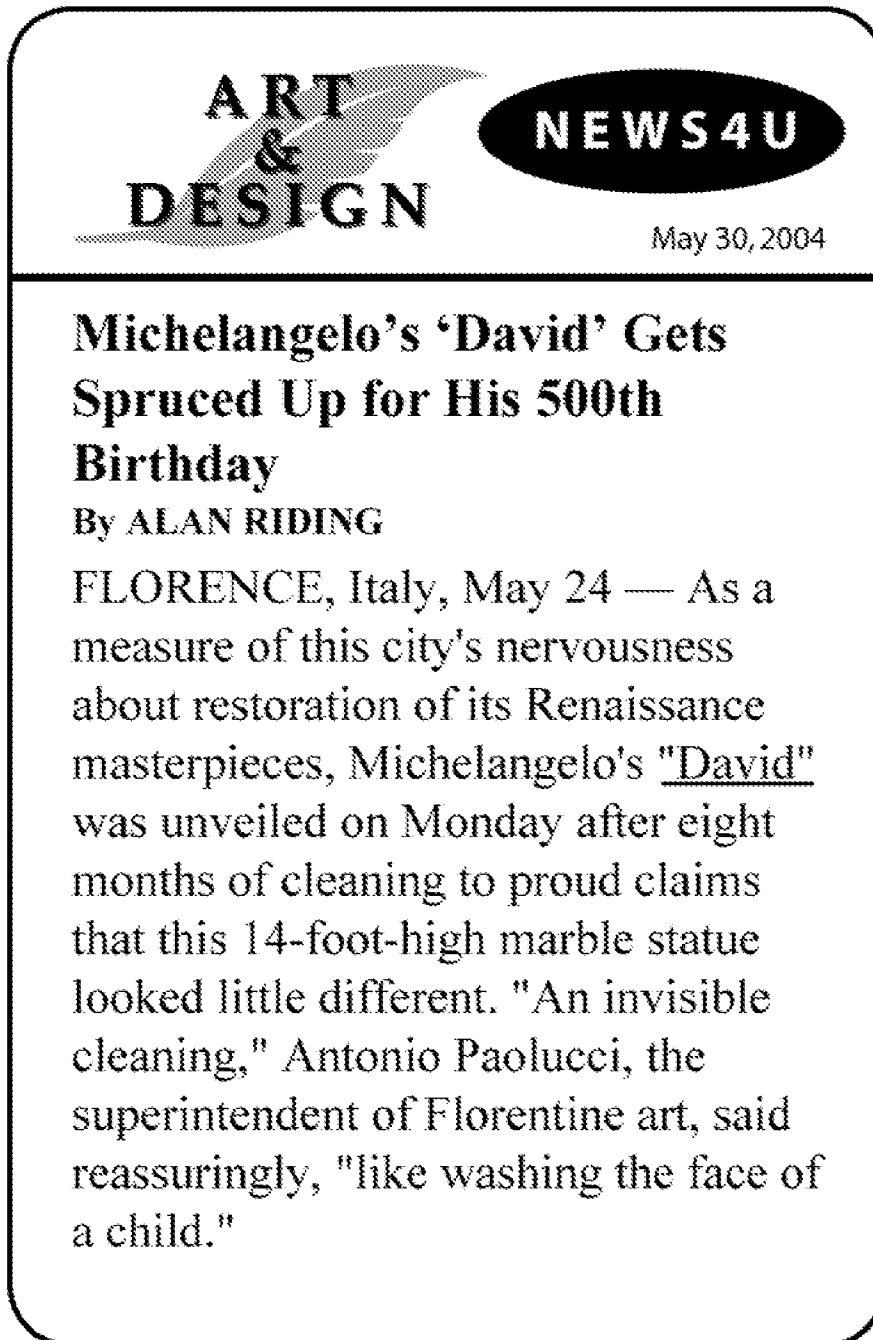 ART
&
DESIGN
NEWS4U
May 30, 2004
Michelangelo’s ‘David’ Gets
Spruced Up for His 500th
Birthday
By ALAN RIDING
FLORENCE, Italy, May 24 — As a
measure of this city's nervousness
about restoration of its Renaissance
masterpieces, Michelangelo's "David"
was unveiled on Monday after eight
months of cleaning to proud claims
that this 14-foot-high marble statue
looked little different. "An invisible
cleaning," Antonio Paolucci, the
superintendent of Florentine art, said
reassuringly, "like washing the face of
a child."